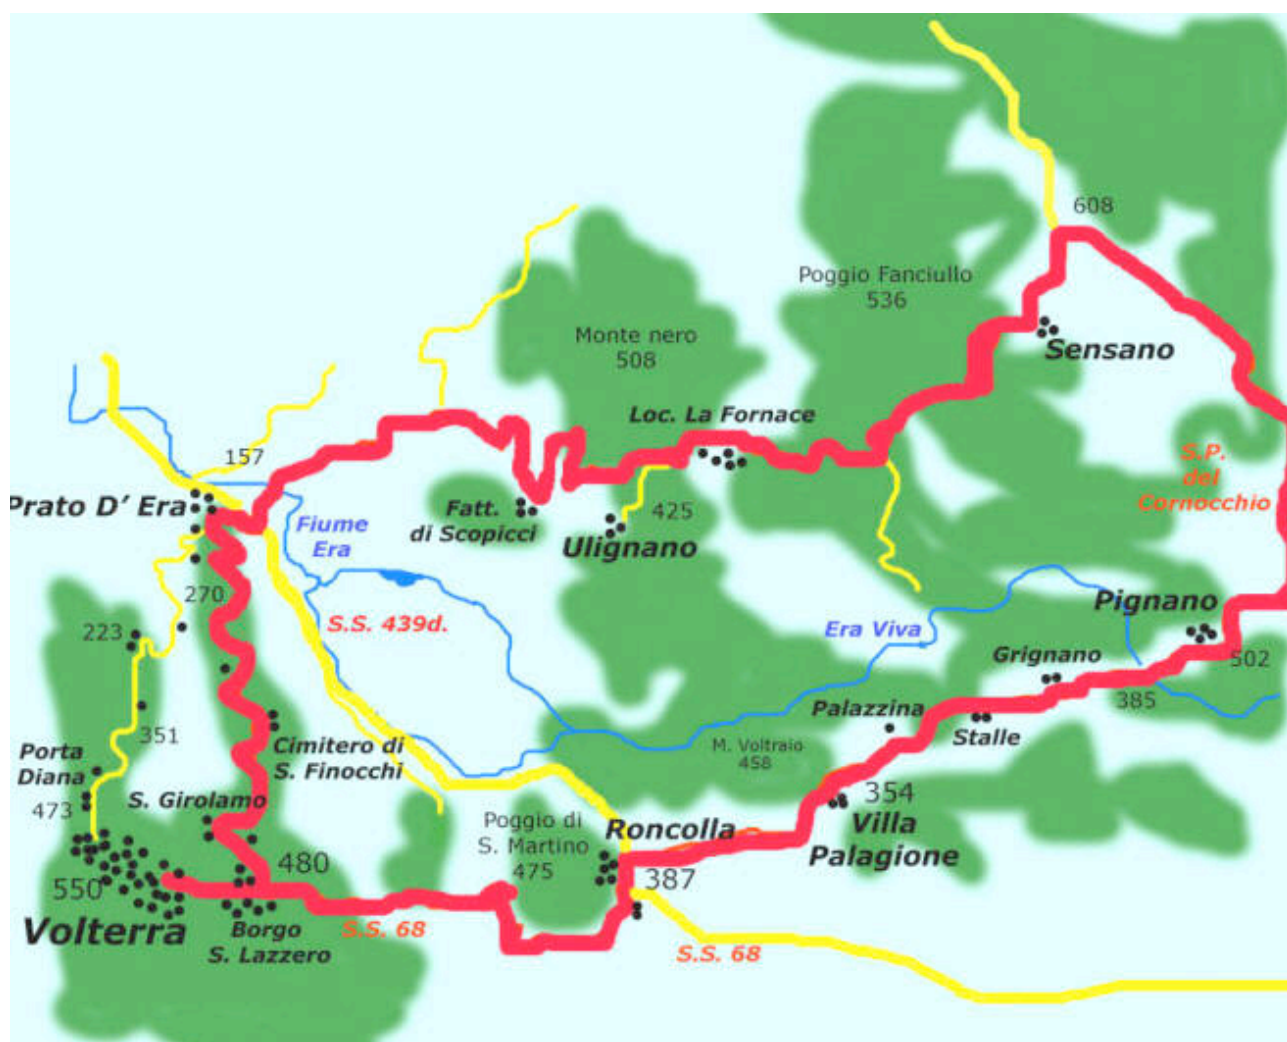 608
Poggio Fanciullo
536
Monte nero
508
Sensano
Loc. La Fornace
157
S.P.
del
Cornocchio
Prato D' Era
Fatt.
di Scopicci
425
Fiume
Era
Ulignano
270
Pignano
223
S.S. 439d.
Era Viva
Grignano
502
385
351
Palazzina
Stalle
Porta
Diana
Cimitero di
S. Finocchi
M. Voltraio
458
473
S. Girolamo
354
Villa
Palagione
Poggio di
S. Martino
475
Roncolla
480
387
550
Volterra
Borgo
S. Lazzero
S.S. 68
S.S. 68